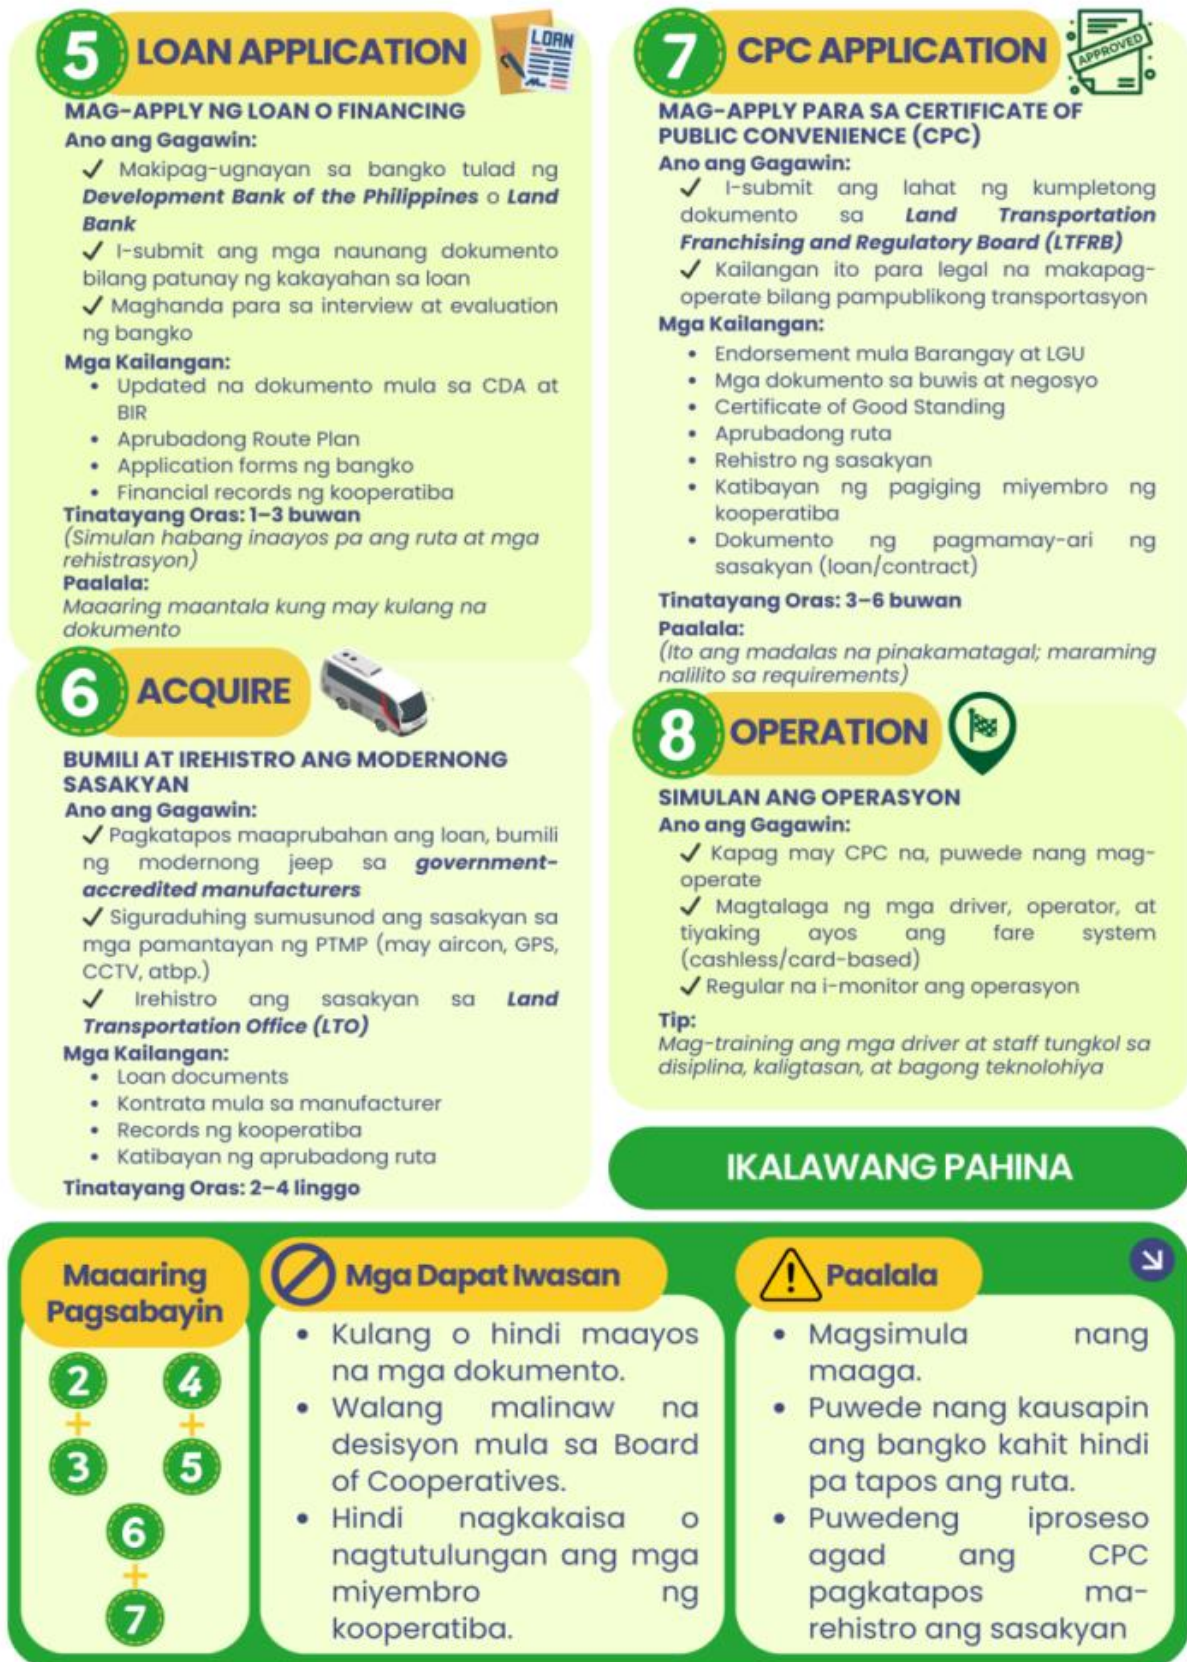 5
LOAN APPLICATION
LOAN
MAG-APPLY NG LOAN O FINANCING
Ano ang Gagawin:
✓ Makipag-ugnayan sa bangko tulad ng
Development Bank of the Philippines o Land
Bank
✓ I-submit ang mga naunang dokumento
bilang patunay ng kakayahan sa loan
✓ Maghanda para sa interview at evaluation
ng bangko
Mga Kailangan:
• Updated na dokumento mula sa CDA at
BIR
• Aprubadong Route Plan
• Application forms ng bangko
• Financial records ng kooperatiba
Tinatayang Oras: 1–3 buwan
(Simulan habang inaayos pa ang ruta at mga
rehistrasyon)
Paalala:
Maaaring maantala kung may kulang na
dokumento
6
ACQUIRE
BUMILI AT IREHISTRO ANG MODERNONG
SASAKYAN
Ano ang Gagawin:
✓ Pagkatapos maaprubahan ang loan, bumili
ng modernong jeep sa government-
accredited manufacturers
✓ Siguraduhing sumusunod ang sasakyan sa
mga pamantayan ng PTMP (may aircon, GPS,
CCTV, atbp.)
✓ Irehistro ang sasakyan sa Land
Transportation Office (LTO)
Mga Kailangan:
• Loan documents
• Kontrata mula sa manufacturer
• Records ng kooperatiba
• Katibayan ng aprubadong ruta
Tinatayang Oras: 2–4 linggo
7
CPC APPLICATION
APPROVED
MAG-APPLY PARA SA CERTIFICATE OF
PUBLIC CONVENIENCE (CPC)
Ano ang Gagawin:
✓ I-submit ang lahat ng kumpletong
dokumento sa Land Transportation
Franchising and Regulatory Board (LTFRB)
✓ Kailangan ito para legal na makapag-
operate bilang pampublikong transportasyon
Mga Kailangan:
• Endorsement mula Barangay at LGU
• Mga dokumento sa buwis at negosyo
• Certificate of Good Standing
• Aprubadong ruta
• Rehistro ng sasakyan
• Katibayan ng pagiging miyembro ng
kooperatiba
• Dokumento ng pagmamay-ari ng
sasakyan (loan/contract)
Tinatayang Oras: 3–6 buwan
Paalala:
(Ito ang madalas na pinakamatagal; maraming
nalilito sa requirements)
8
OPERATION
SIMULAN ANG OPERASYON
Ano ang Gagawin:
✓ Kapag may CPC na, puwede nang mag-
operate
✓ Magtalaga ng mga driver, operator, at
tiyaking ayos ang fare system
(cashless/card-based)
✓ Regular na i-monitor ang operasyon
Tip:
Mag-training ang mga driver at staff tungkol sa
disiplina, kaligtasan, at bagong teknolohiya
IKALAWANG PAHINA
Maaaring
Pagsabayin
2 4
+ +
3 5
6
+
7
Mga Dapat Iwasan
• Kulang o hindi maayos
na mga dokumento.
• Walang malinaw na
desisyon mula sa Board
of Cooperatives.
• Hindi nagkakaisa o
nagtutulungan ang mga
miyembro ng
kooperatiba.
Paalala
• Magsimula nang
maaga.
• Puwede nang kausapin
ang bangko kahit hindi
pa tapos ang ruta.
• Puwedeng iproseso
agad ang CPC
pagkatapos ma-
rehistro ang sasakyan